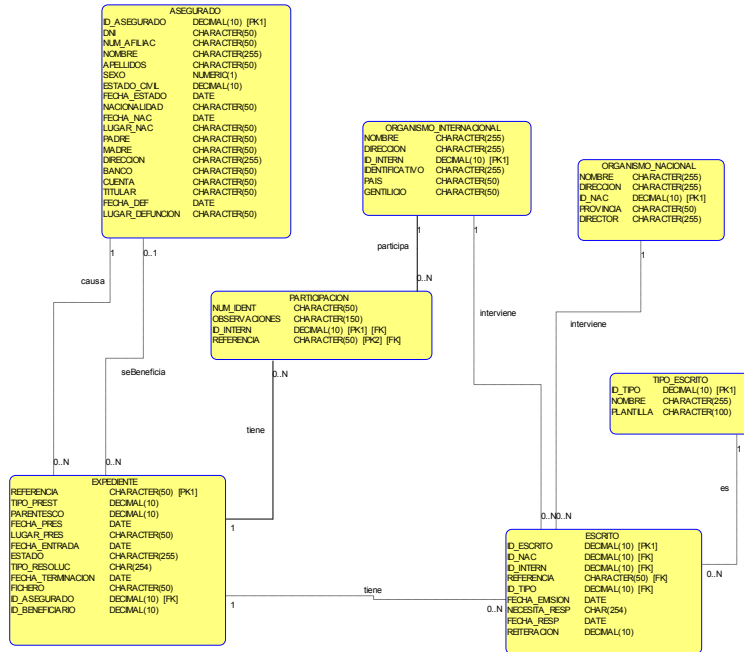 ASEGURADO
ID_ASEGURADO DECIMAL(10) [PK1]
DNI CHARACTER(50)
NUM_AFILIAC CHARACTER(50)
NOMBRE CHARACTER(255)
APELLIDOS CHARACTER(50)
SEXO NUMERIC(1)
ESTADO_CIVIL DECIMAL(10)
FECHA_ESTADO DATE
NACIONALIDAD CHARACTER(50)
FECHA_NAC DATE
LUGAR_NAC CHARACTER(50)
PADRE CHARACTER(50)
MADRE CHARACTER(50)
DIRECCION CHARACTER(255)
BANCO CHARACTER(50)
CUENTA CHARACTER(50)
TITULAR CHARACTER(50)
FECHA_DEF DATE
LUGAR_DEFUNCION CHARACTER(50)
ORGANISMO_INTERNACIONAL
NOMBRE CHARACTER(255)
DIRECCION CHARACTER(255)
ID_INTERN DECIMAL(10) [PK1]
IDENTIFICATIVO CHARACTER(255)
PAIS CHARACTER(50)
GENTILICIO CHARACTER(50)
ORGANISMO_NACIONAL
NOMBRE CHARACTER(255)
DIRECCION CHARACTER(255)
ID_NAC DECIMAL(10) [PK1]
PROVINCIA CHARACTER(50)
DIRECTOR CHARACTER(255)
1
0..1
1
1
1
participa
causa
0..N
PARTICIPACION
NUM_IDENT CHARACTER(50)
OBSERVACIONES CHARACTER(150)
ID_INTERN DECIMAL(10) [PK1] [FK]
REFERENCIA CHARACTER(50) [PK2] [FK]
interviene
interviene
seBeneficia
0..N
TIPO_ESCRITO
ID_TIPO DECIMAL(10) [PK1]
NOMBRE CHARACTER(255)
PLANTILLA CHARACTER(100)
tiene
1
0..N
0..N
es
EXPEDIENTE
REFERENCIA CHARACTER(50) [PK1]
TIPO_PREST DECIMAL(10)
PARENTESCO DECIMAL(10)
FECHA_PRES DATE
LUGAR_PRES CHARACTER(50)
FECHA_ENTRADA DATE
ESTADO CHARACTER(255)
TIPO_RESOLUC CHAR(254)
FECHA_TERMINACION DATE
FICHERO CHARACTER(50)
ID_ASEGURADO DECIMAL(10) [FK]
ID_BENEFICIARIO DECIMAL(10)
1
0..N
0..N
ESCRITO
ID_ESCRITO DECIMAL(10) [PK1]
ID_NAC DECIMAL(10) [FK]
ID_INTERN DECIMAL(10) [FK]
REFERENCIA CHARACTER(50) [FK]
ID_TIPO DECIMAL(10) [FK]
FECHA_EMISION DATE
NECESITA_RESP CHAR(254)
FECHA_RESP DATE
REITERACION DECIMAL(10)
0..N
tiene
1
0..N